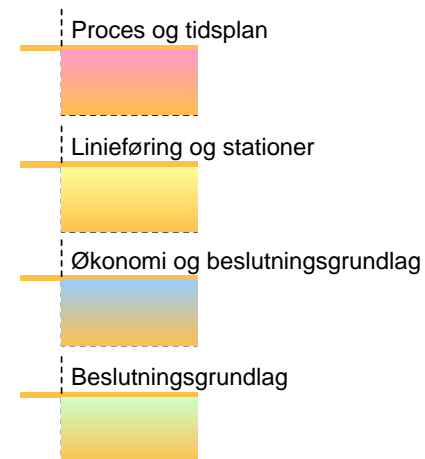 Proces og tidsplan
Linieføring og stationer
Økonomi og beslutningsgrundlag
Beslutningsgrundlag